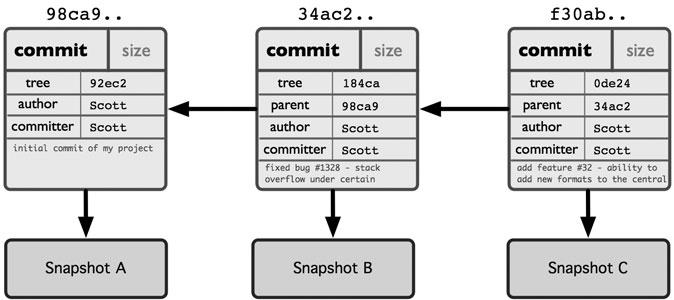 98ca9..
commit size
tree 92ec2
author Scott
committer Scott
initial commit of my project
Snapshot A
34ac2..
commit size
tree 184ca
parent 98ca9
author Scott
committer Scott
fixed bug #1328 - stack
overflow under certain
Snapshot B
f30ab..
commit size
tree 0de24
parent 34ac2
author Scott
committer Scott
add feature #32 - ability to
add new formats to the central
Snapshot C